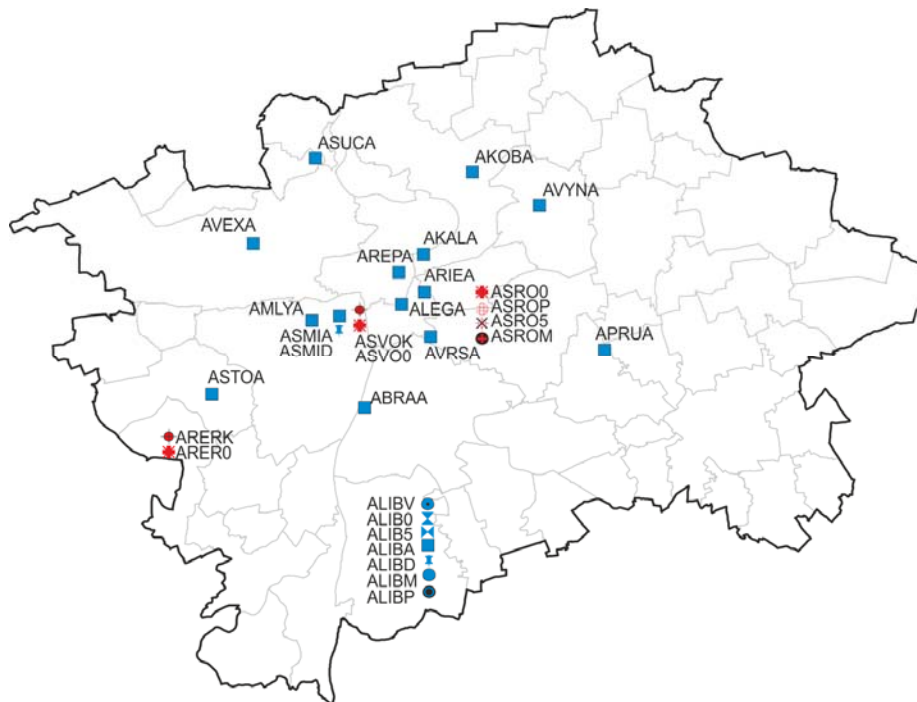 ASUCA
AKOBA
AVYNA
AVEXA
AKALA
AREPA
ARIEA
ASRO0
ASROP
ASRO5
ASROM
ALEGA
AMLYA
ASMIA
ASMID
ASVOK
ASVO0
AVRSA
APRUA
ASTOA
ABRAA
ARERK
ARER0
ALIBV
ALIB0
ALIB5
ALIBA
ALIBD
ALIBM
ALIBP